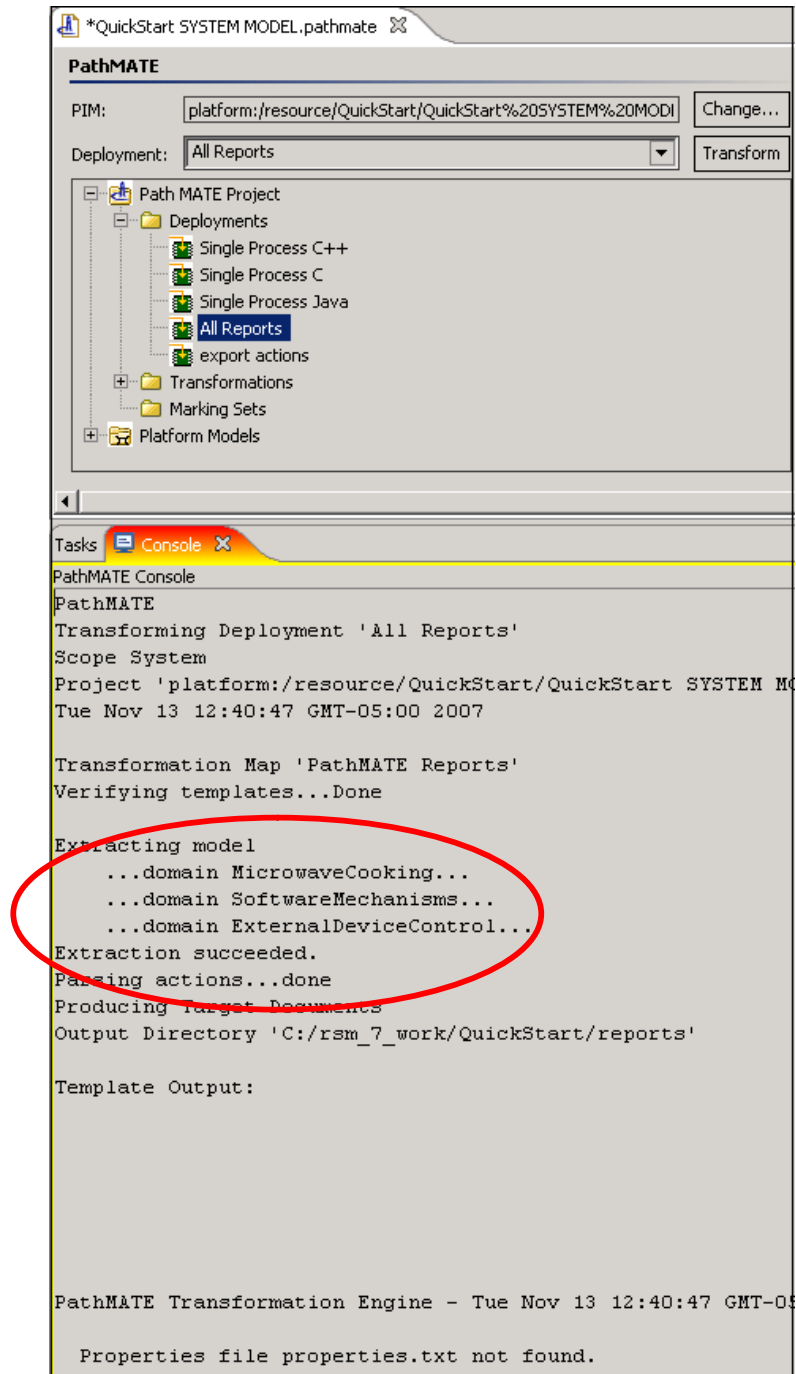 *QuickStart SYSTEM MODEL.pathmate
PathMATE
PIM: platform:/resource/QuickStart/QuickStart%20SYSTEM%20MODI Change...
Deployment: All Reports Transform
Path MATE Project
Deployments
Single Process C++
Single Process C
Single Process Java
All Reports
export actions
Transformations
Marking Sets
Platform Models
Tasks Console
PathMATE Console
PathMATE
Transforming Deployment 'All Reports'
Scope System
Project 'platform:/resource/QuickStart/QuickStart SYSTEM MO
Tue Nov 13 12:40:47 GMT-05:00 2007
Transformation Map 'PathMATE Reports'
Verifying templates...Done
Extracting model
...domain MicrowaveCooking...
...domain SoftwareMechanisms...
...domain ExternalDeviceControl...
Extraction succeeded.
Parsing actions...done
Producing Target Documents
Output Directory 'C:/rsm_7_work/QuickStart/reports'
Template Output:
PathMATE Transformation Engine - Tue Nov 13 12:40:47 GMT-05
Properties file properties.txt not found.